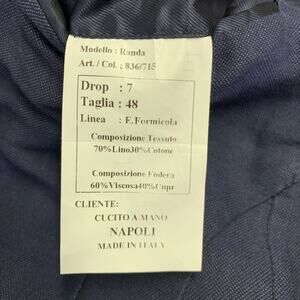 Modello : Randa
Art. / Col. : 836/715
Drop : 7
Taglia : 48
Linea : E.Formicola
Composizione Tessuto
70%Lino30%Cotone
Composizione Fodera
60%Viscosa40%Cupr
CLIENTE:
CUCITO A MANO
NAPOLI
MADE IN ITALY